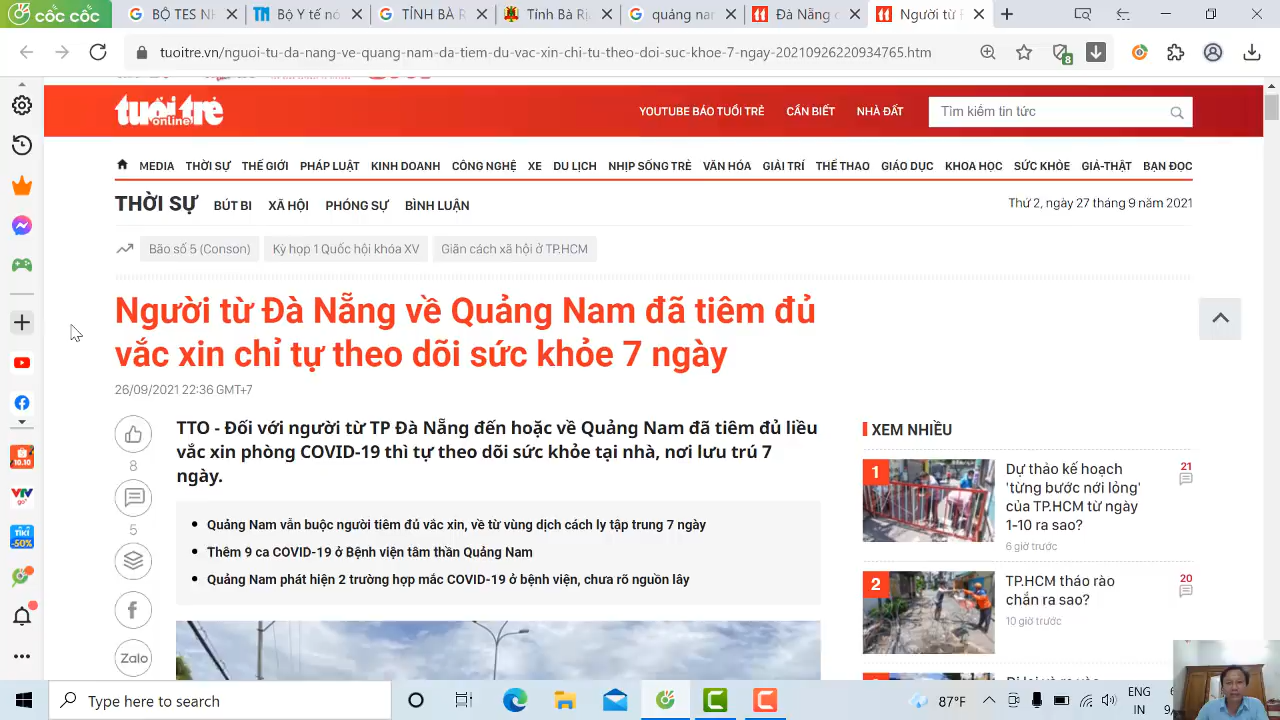 cốc cốc
BỘ TES N
Bộ Y tế nó
TỈNH BÀ R
Tỉnh Bà Rị
quảng nam
Đà Nẵng c
Người từ Đ
tuoitre.vn/nguoi-tu-da-nang-ve-quang-nam-da-tiem-du-vac-xin-chi-tu-theo-doi-suc-khoe-7-ngay-20210926220934765.htm
8
tuổi trẻ
online
YOUTUBE BÁO TUỔI TRẺ CẦN BIẾT NHÀ ĐẤT
Tìm kiếm tin tức
MEDIA THỜI SỰ THẾ GIỚI PHÁP LUẬT KINH DOANH CÔNG NGHỆ XE DU LỊCH NHỊP SỐNG TRẺ VĂN HÓA GIẢI TRÍ THỂ THAO GIÁO DỤC KHOA HỌC SỨC KHỎE GIẢ-THẬT BẠN ĐỌC
THỜI SỰ BÚT BI XÃ HỘI PHÓNG SỰ BÌNH LUẬN
Thứ 2, ngày 27 tháng 9 năm 2021
Bão số 5 (Conson) Kỳ họp 1 Quốc hội khóa XV Giãn cách xã hội ở TP.HCM
Người từ Đà Nẵng về Quảng Nam đã tiêm đủ
vắc xin chỉ tự theo dõi sức khỏe 7 ngày
26/09/2021 22:36 GMT+7
8
5
Zalo
TTO - Đối với người từ TP Đà Nẵng đến hoặc về Quảng Nam đã tiêm đủ liều
vắc xin phòng COVID-19 thì tự theo dõi sức khỏe tại nhà, nơi lưu trú 7
ngày.
Quảng Nam vẫn buộc người tiêm đủ vắc xin, về từ vùng dịch cách ly tập trung 7 ngày
Thêm 9 ca COVID-19 ở Bệnh viện tâm thần Quảng Nam
Quảng Nam phát hiện 2 trường hợp mắc COVID-19 ở bệnh viện, chưa rõ nguồn lây
XEM NHIỀU
1
Dự thảo kế hoạch
'từng bước nới lỏng'
của TP.HCM từ ngày
1-10 ra sao?
6 giờ trước
21
2
TP.HCM tháo rào
chắn ra sao?
10 giờ trước
20
10.10
VTV
go
TIKI
-50%
Type here to search
87°F
ENG
IN